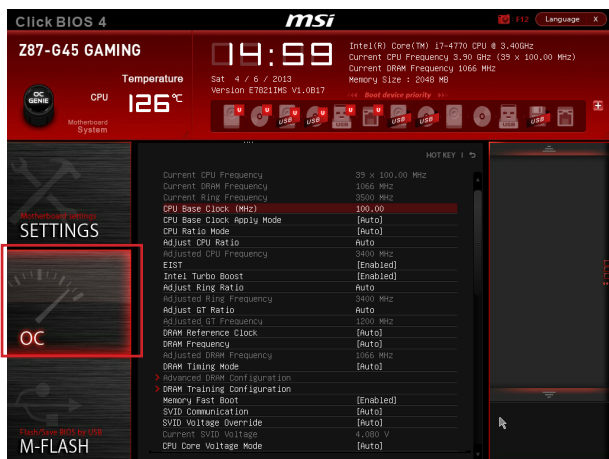 Click BIOS 4
msi
F12
Language X
Z87-G45 GAMING
OC GENIE
CPU
Temperature
126°C
Motherboard
System
14:59
Sat 4 / 6 / 2013
Version E7821IMS V1.0B17
Intel(R) Core(TM) i7-4770 CPU @ 3.40GHz
Current CPU Frequency 3.90 GHz (39 x 100.00 MHz)
Current DRAM Frequency 1066 MHz
Memory Size : 2048 MB
Boot device priority
U USB USB U USB U U USB USB USB
HOT KEY
Motherboard settings
SETTINGS
OC
Flash/Save BIOS by USB
M-FLASH
Current CPU Frequency 39 x 100.00 MHz
Current DRAM Frequency 1066 MHz
Current Ring Frequency 3500 MHz
CPU Base Clock (MHz) 100.00
CPU Base Clock Apply Mode [Auto]
CPU Ratio Mode [Auto]
Adjust CPU Ratio Auto
Adjusted CPU Frequency 3400 MHz
EIST [Enabled]
Intel Turbo Boost [Enabled]
Adjust Ring Ratio Auto
Adjusted Ring Frequency 3400 MHz
Adjust GT Ratio Auto
Adjusted GT Frequency 1200 MHz
DRAM Reference Clock [Auto]
DRAM Frequency [Auto]
Adjusted DRAM Frequency 1066 MHz
DRAM Timing Mode [Auto]
> Advanced DRAM Configuration
> DRAM Training Configuration
Memory Fast Boot [Enabled]
SVID Communication [Auto]
SVID Voltage Override [Auto]
Current SVID Voltage 4.080 V
CPU Core Voltage Mode [Auto]